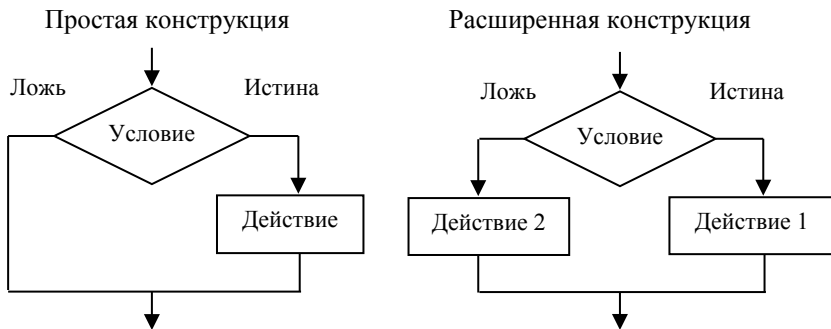 Простая конструкция
Ложь
Истина
Условие
Действие
Расширенная конструкция
Ложь
Истина
Условие
Действие 2
Действие 1